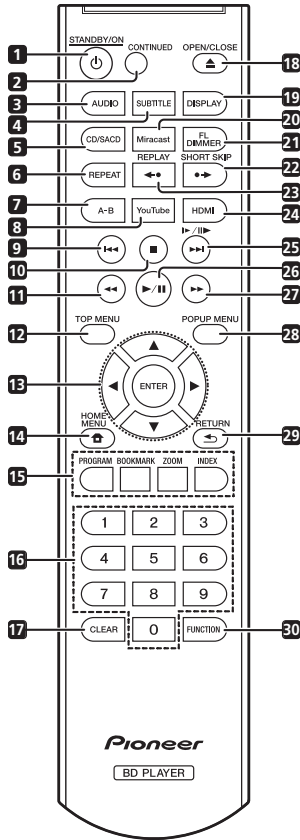 STANDBY/ON CONTINUED OPEN/CLOSE
1 18
2
3 AUDIO SUBTITLE DISPLAY 19
4 20
5 CD/SACD Miracast FL DIMMER 21
REPLAY SHORT SKIP
6 REPEAT 22
23
7 A-B YouTube HDMI 24
8
9 25
10 26
11 27
TOP MENU POPUP MENU
12 28
13 ENTER
HOME MENU RETURN
14 29
PROGRAM BOOKMARK ZOOM INDEX
15
1 2 3
16 4 5 6
7 8 9
17 CLEAR 0 FUNCTION 30
Pioneer
BD PLAYER